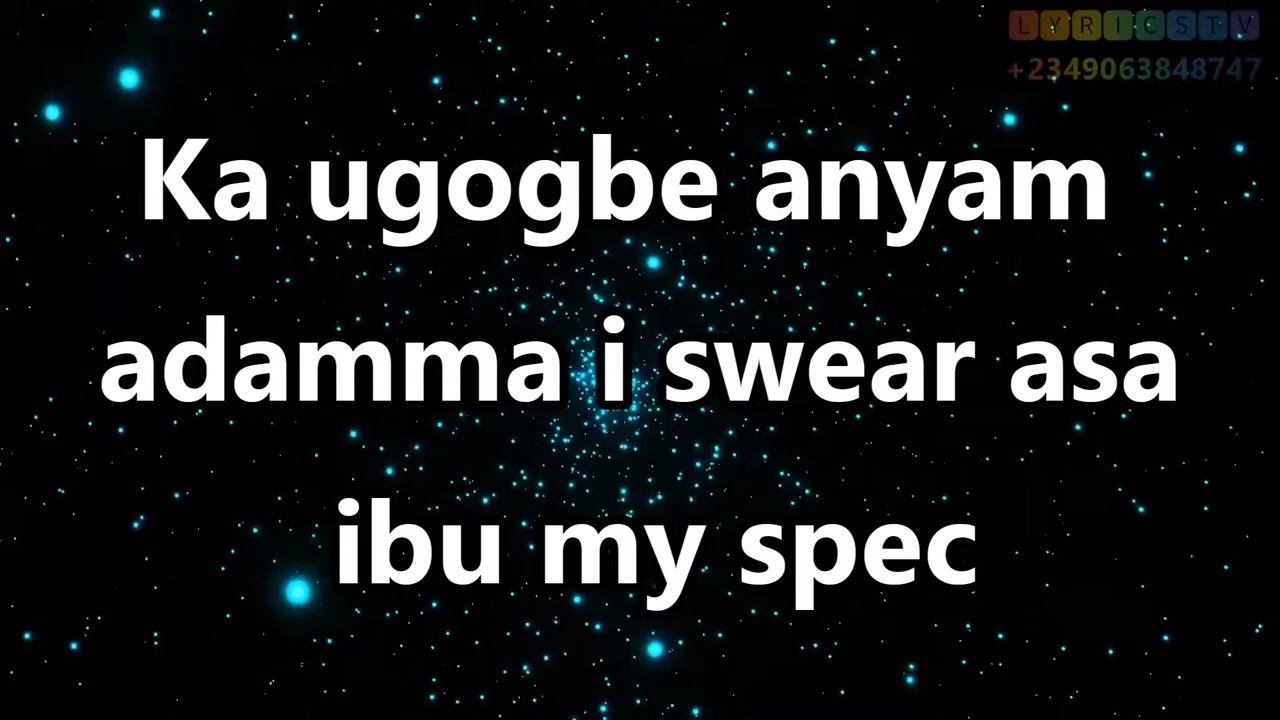 LYRICSTV
+2349063848747
Ka ugogbe anyam
adamma i swear asa
ibu my spec